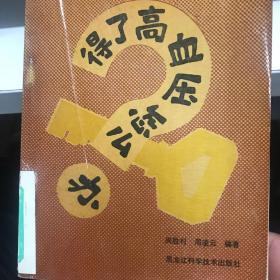 得了高血压怎么办
周胜利 周凌云 编著
黑龙江科学技术出版社